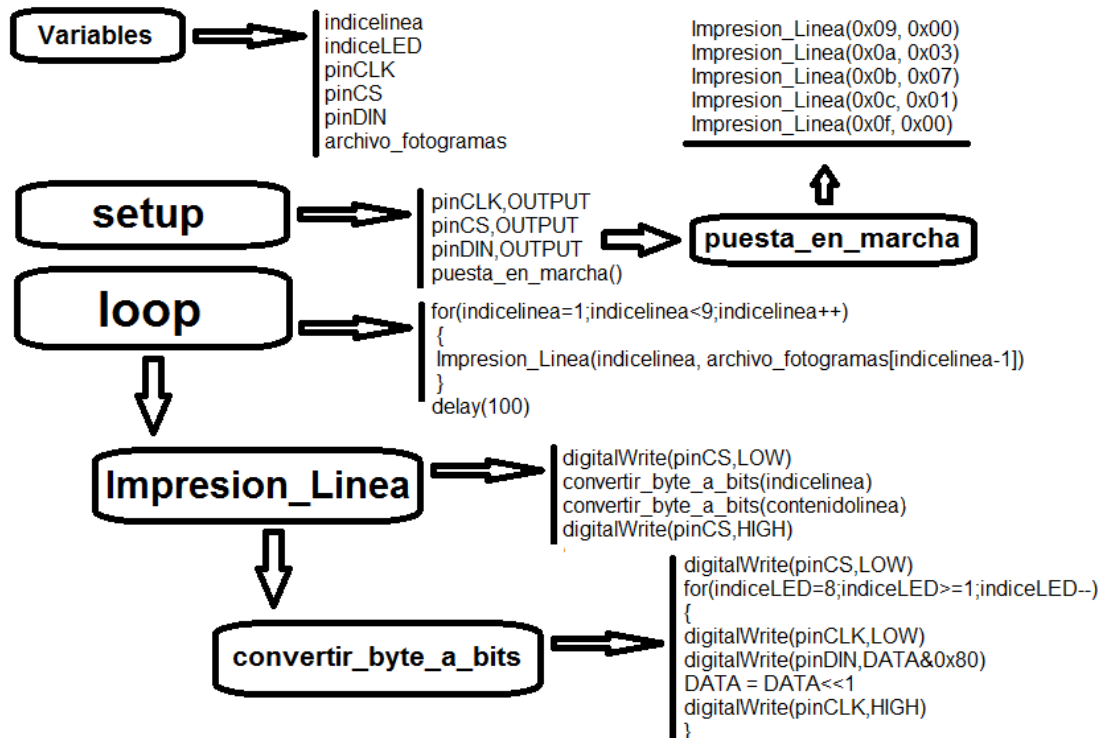 Variables
indicelinea
indiceLED
pinCLK
pinCS
pinDIN
archivo_fotogramas
Impresion_Linea(0x09, 0x00)
Impresion_Linea(0x0a, 0x03)
Impresion_Linea(0x0b, 0x07)
Impresion_Linea(0x0c, 0x01)
Impresion_Linea(0x0f, 0x00)
setup
pinCLK,OUTPUT
pinCS,OUTPUT
pinDIN,OUTPUT
puesta_en_marcha()
puesta_en_marcha
loop
for(indicelinea=1;indicelinea<9;indicelinea++)
{
Impresion_Linea(indicelinea, archivo_fotogramas[indicelinea-1])
}
delay(100)
Impresion_Linea
digitalWrite(pinCS,LOW)
convertir_byte_a_bits(indicelinea)
convertir_byte_a_bits(contenidolinea)
digitalWrite(pinCS,HIGH)
convertir_byte_a_bits
digitalWrite(pinCS,LOW)
for(indiceLED=8;indiceLED>=1;indiceLED--)
{
digitalWrite(pinCLK,LOW)
digitalWrite(pinDIN,DATA&0x80)
DATA = DATA<<1
digitalWrite(pinCLK,HIGH)
}